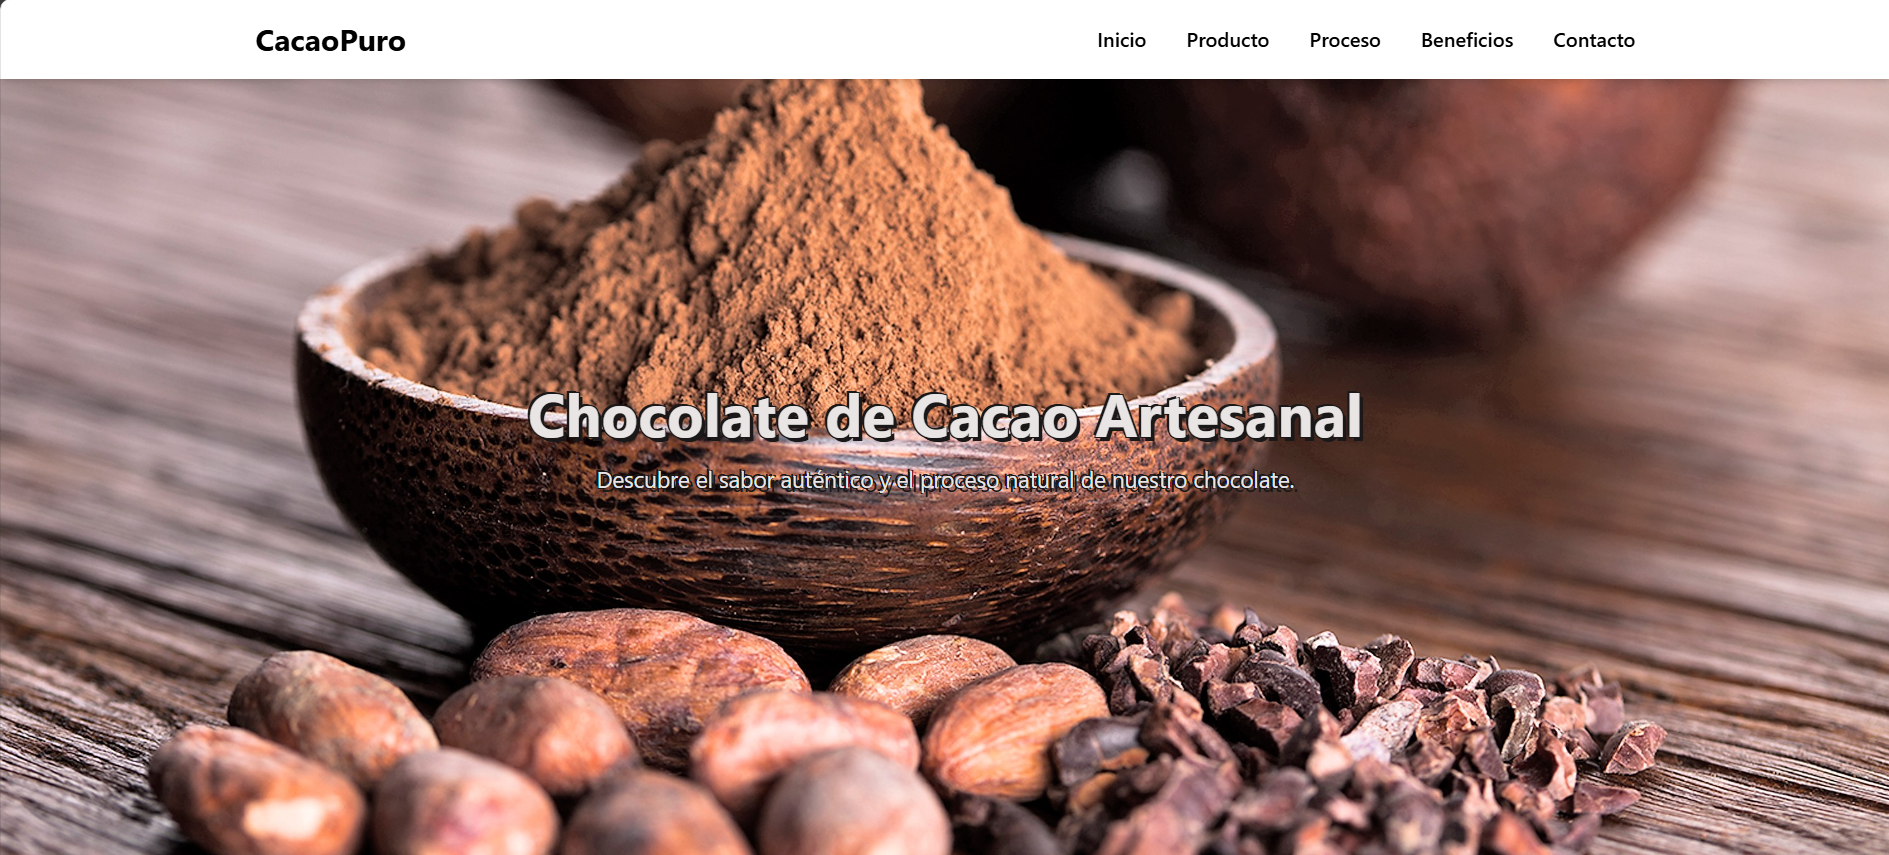 CacaoPuro
Inicio Producto Proceso Beneficios Contacto
Chocolate de Cacao Artesanal
Descubre el sabor auténtico y el proceso natural de nuestro chocolate.